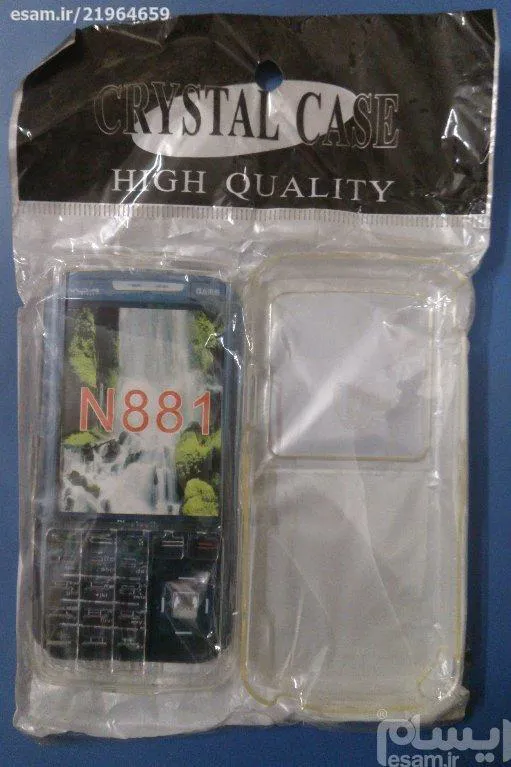 esam.ir/21964659
CRYSTAL CASE
HIGH QUALITY
N881
ایسام
esam.ir